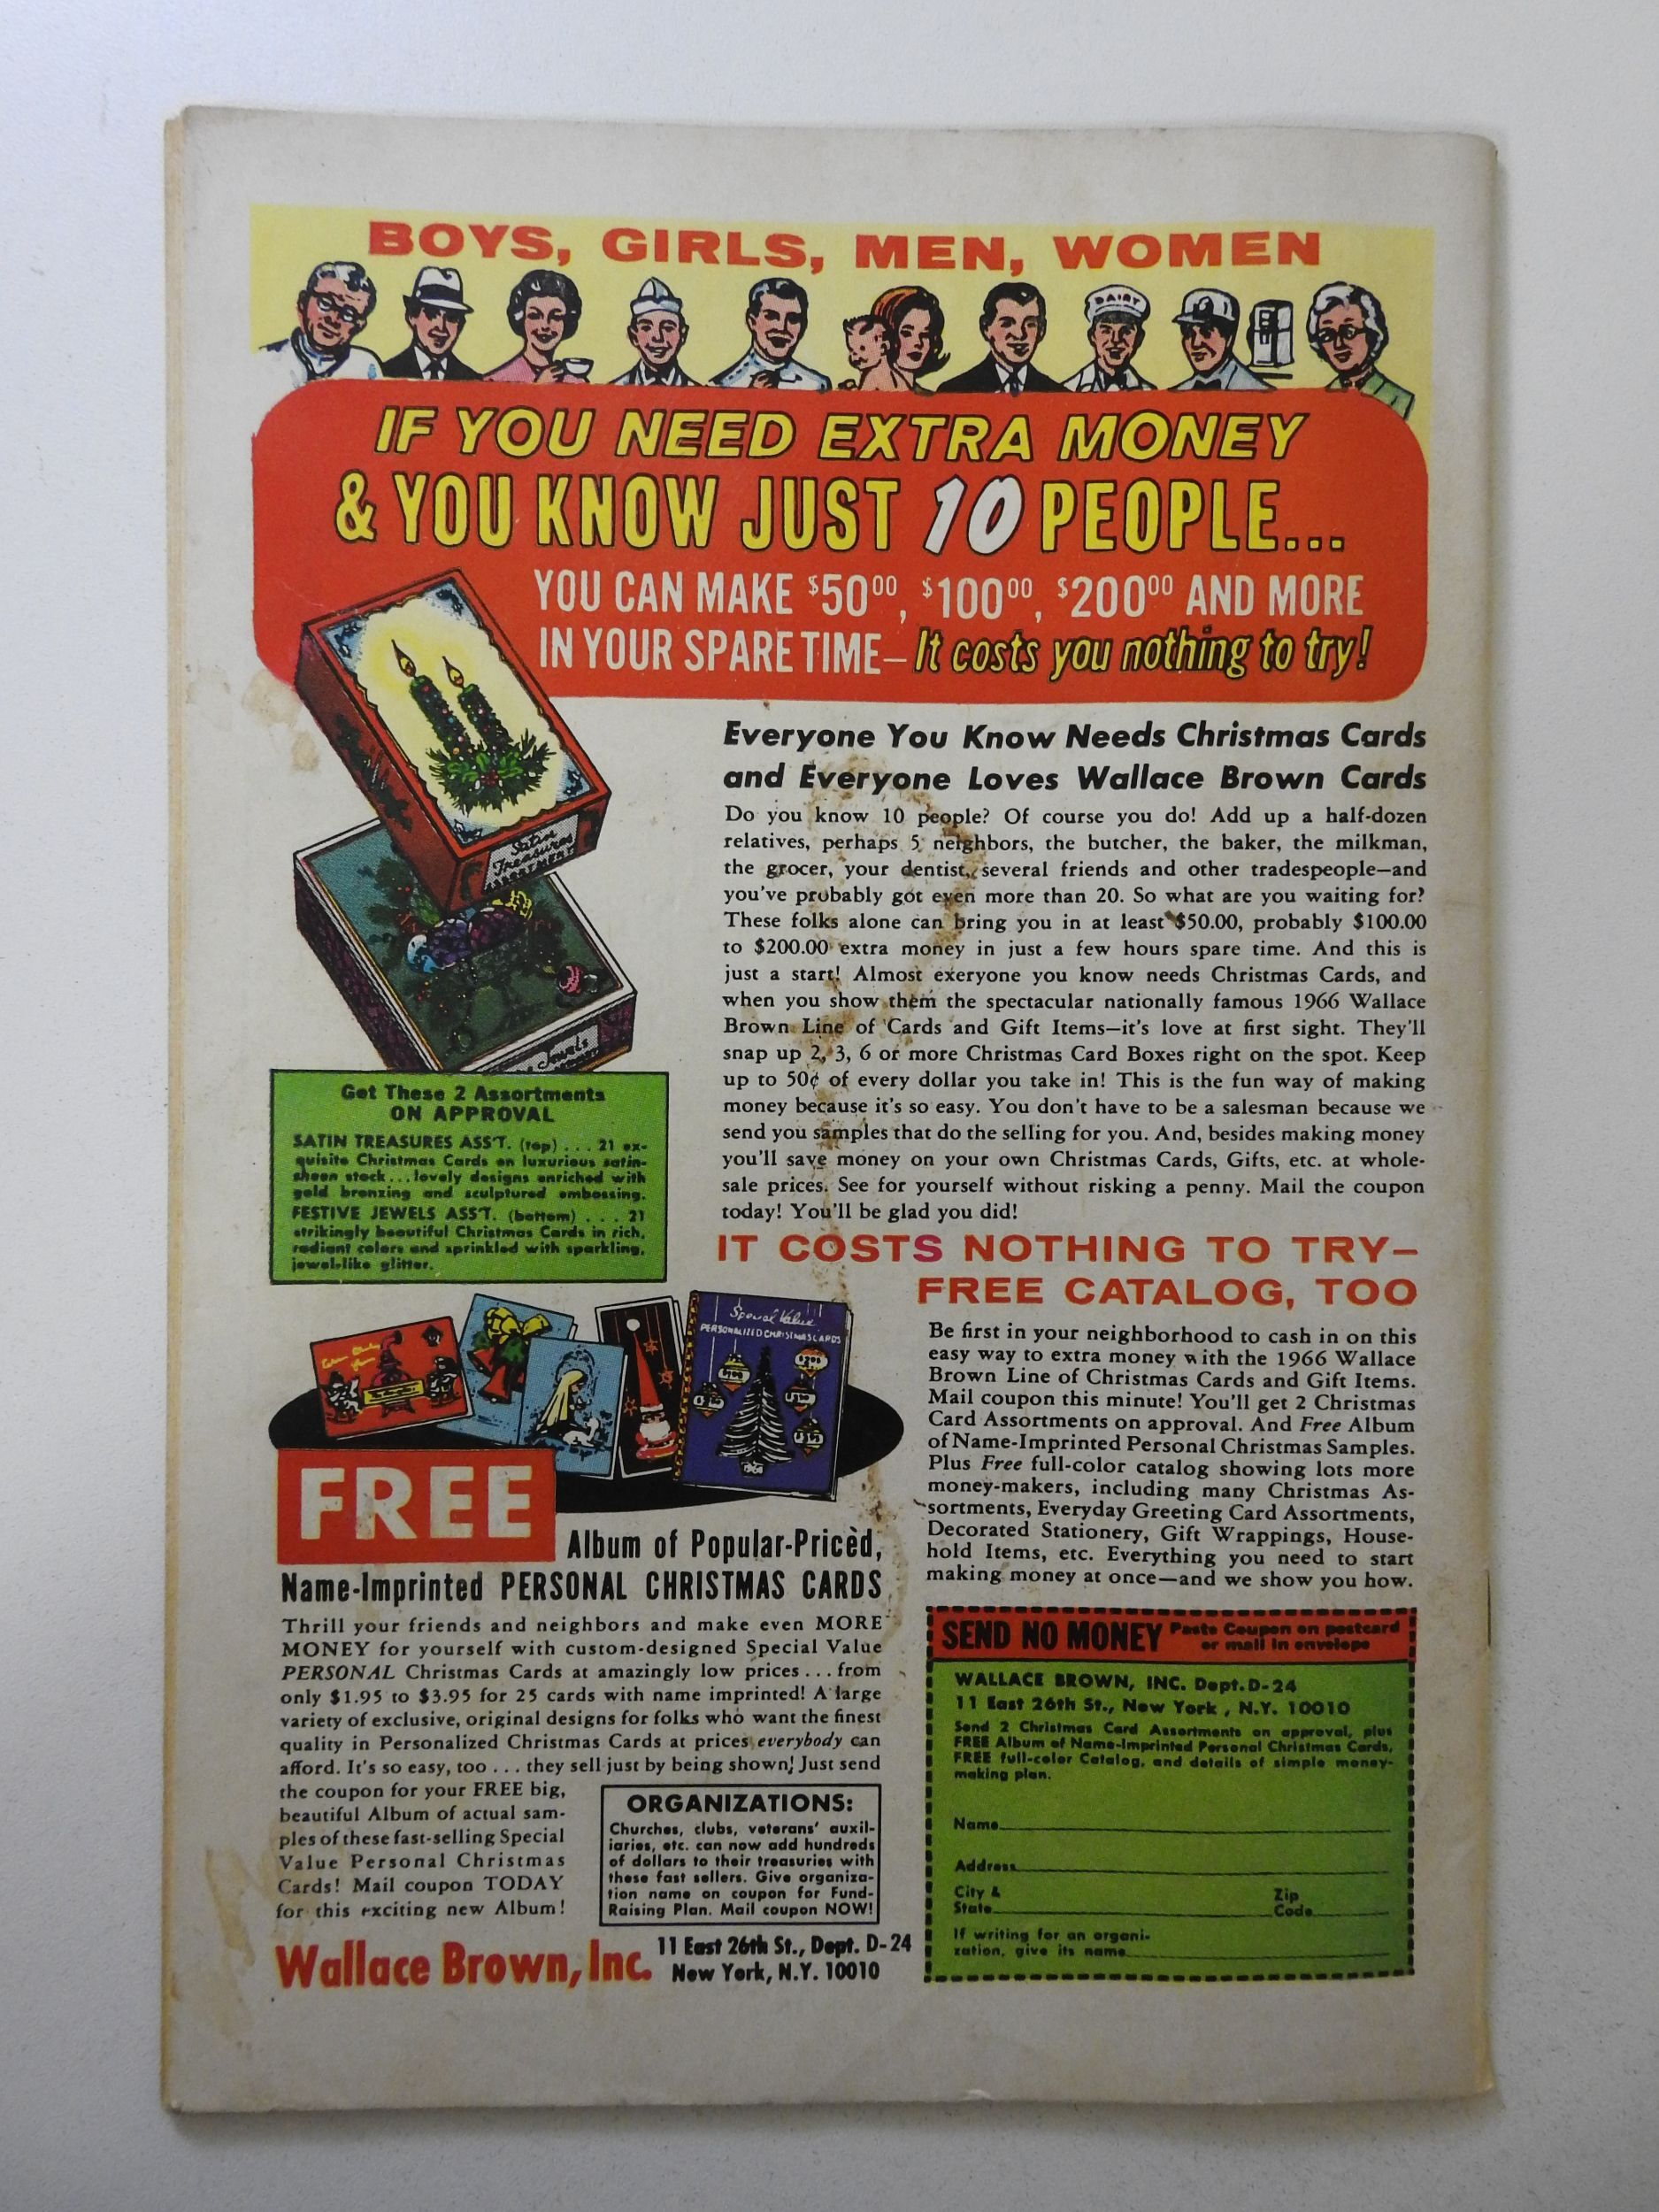 BOYS, GIRLS, MEN, WOMEN
DAIRY
IF YOU NEED EXTRA MONEY
& YOU KNOW JUST 10 PEOPLE...
YOU CAN MAKE $50⁰⁰, $100⁰⁰, $200⁰⁰ AND MORE
IN YOUR SPARE TIME—It costs you nothing to try!
Satin
Treasures
ASSORTMENT
Jewels
Everyone You Know Needs Christmas Cards
and Everyone Loves Wallace Brown Cards
Do you know 10 people? Of course you do! Add up a half-dozen
relatives, perhaps 5 neighbors, the butcher, the baker, the milkman,
the grocer, your dentist, several friends and other tradespeople—and
you've probably got even more than 20. So what are you waiting for?
These folks alone can bring you in at least $50.00, probably $100.00
to $200.00 extra money in just a few hours spare time. And this is
just a start! Almost exeryone you know needs Christmas Cards, and
when you show them the spectacular nationally famous 1966 Wallace
Brown Line of Cards and Gift Items—it's love at first sight. They'll
snap up 2, 3, 6 or more Christmas Card Boxes right on the spot. Keep
up to 50¢ of every dollar you take in! This is the fun way of making
money because it's so easy. You don't have to be a salesman because we
send you samples that do the selling for you. And, besides making money
you'll save money on your own Christmas Cards, Gifts, etc. at whole-
sale prices. See for yourself without risking a penny. Mail the coupon
today! You'll be glad you did!
Get These 2 Assortments
ON APPROVAL
SATIN TREASURES ASS'T. (top) . . . 21 ex-
quisite Christmas Cards on luxurious satin-
sheen stock . . . lovely designs enriched with
gold bronzing and sculptured embossing.
FESTIVE JEWELS ASS'T. (bottom) . . . 21
strikingly beautiful Christmas Cards in rich,
radiant colors and sprinkled with sparkling,
jewel-like glitter.
IT COSTS NOTHING TO TRY—
FREE CATALOG, TOO
Be first in your neighborhood to cash in on this
easy way to extra money with the 1966 Wallace
Brown Line of Christmas Cards and Gift Items.
Mail coupon this minute! You'll get 2 Christmas
Card Assortments on approval. And Free Album
of Name-Imprinted Personal Christmas Samples.
Plus Free full-color catalog showing lots more
money-makers, including many Christmas As-
sortments, Everyday Greeting Card Assortments,
Decorated Stationery, Gift Wrappings, House-
hold Items, etc. Everything you need to start
making money at once—and we show you how.
Special Value
PERSONALIZED CHRISTMAS CARDS
FREE
Album of Popular-Priced,
Name-Imprinted PERSONAL CHRISTMAS CARDS
Thrill your friends and neighbors and make even MORE
MONEY for yourself with custom-designed Special Value
PERSONAL Christmas Cards at amazingly low prices . . . from
only $1.95 to $3.95 for 25 cards with name imprinted! A large
variety of exclusive, original designs for folks who want the finest
quality in Personalized Christmas Cards at prices everybody can
afford. It's so easy, too . . . they sell just by being shown! Just send
the coupon for your FREE big,
beautiful Album of actual sam-
ples of these fast-selling Special
Value Personal Christmas
Cards! Mail coupon TODAY
for this exciting new Album!
ORGANIZATIONS:
Churches, clubs, veterans' auxil-
iaries, etc. can now add hundreds
of dollars to their treasuries with
these fast sellers. Give organiza-
tion name on coupon for Fund-
Raising Plan. Mail coupon NOW!
Wallace Brown, Inc.
11 East 26th St., Dept. D-24
New York, N.Y. 10010
SEND NO MONEY Paste Coupon on postcard
or mail in envelope
WALLACE BROWN, INC. Dept. D-24
11 East 26th St., New York , N.Y. 10010
Send 2 Christmas Card Assortments on approval, plus
FREE Album of Name-Imprinted Personal Christmas Cards,
FREE full-color Catalog, and details of simple money-
making plan.
Name
Address
City &
State
Zip
Code
If writing for an organi-
zation, give its name